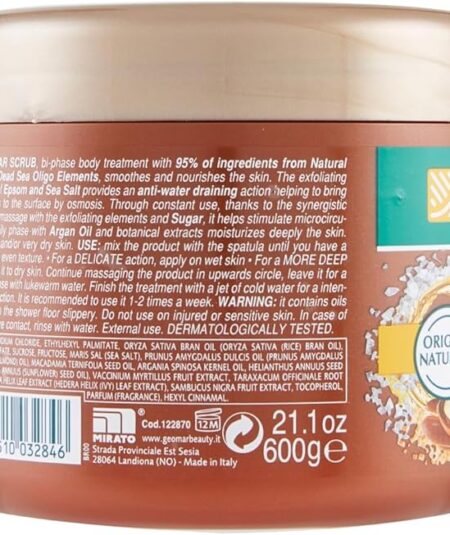 AR SCRUB, bi-phase body treatment with 95% of ingredients from Natural
Dead Sea Oligo Elements, smoothes and nourishes the skin. The exfoliating
Epsom and Sea Salt provides an anti-water draining action helping to bring
s to the surface by osmosis. Through constant use, thanks to the synergistic
massage with the exfoliating elements and Sugar, it helps stimulate microcircu-
ly phase with Argan Oil and botanical extracts moisturizes deeply the skin.
and/or very dry skin. USE: mix the product with the spatula until you have a
even texture. • For a DELICATE action, apply on wet skin • For a MORE DEEP
it to dry skin. Continue massaging the product in upwards circle, leave it for a
se with lukewarm water. Finish the treatment with a jet of cold water for a inten-
ction. It is recommended to use it 1-2 times a week. WARNING: it contains oils
the shower floor slippery. Do not use on injured or sensitive skin. In case of
e contact, rinse with water. External use. DERMATOLOGICALLY TESTED.
DIUM CHLORIDE, ETHYLHEXYL PALMITATE, ORYZA SATIVA BRAN OIL (ORYZA SATIVA (RICE) BRAN OIL),
FATE, SUCROSE, FRUCTOSE, MARIS SAL (SEA SALT), PRUNUS AMYGDALUS DULCIS OIL (PRUNUS AMYGDALUS
LMOND) OIL), MACADAMIA TERNIFOLIA SEED OIL, ARGANIA SPINOSA KERNEL OIL, HELIANTHUS ANNUUS SEED
ANTHUS ANNUUS (SUNFLOWER) SEED OIL), VACCINIUM MYRTILLUS FRUIT EXTRACT, TARAXACUM OFFICINALE ROOT
LEAF EXTRACT (HEDERA HELIX (IVY) LEAF EXTRACT), SAMBUCUS NIGRA FRUIT EXTRACT, TOCOPHEROL,
PARFUM (FRAGRANCE), HEXYL CINNAMAL.
MIRATO
Strada Provinciale Est Sesia
28064 Landiona (NO) - Made in Italy
Cod.122870
12M
www.geomarbeauty.it
21.1oz
600g e
510 032846
BR00
ORIG
NATU